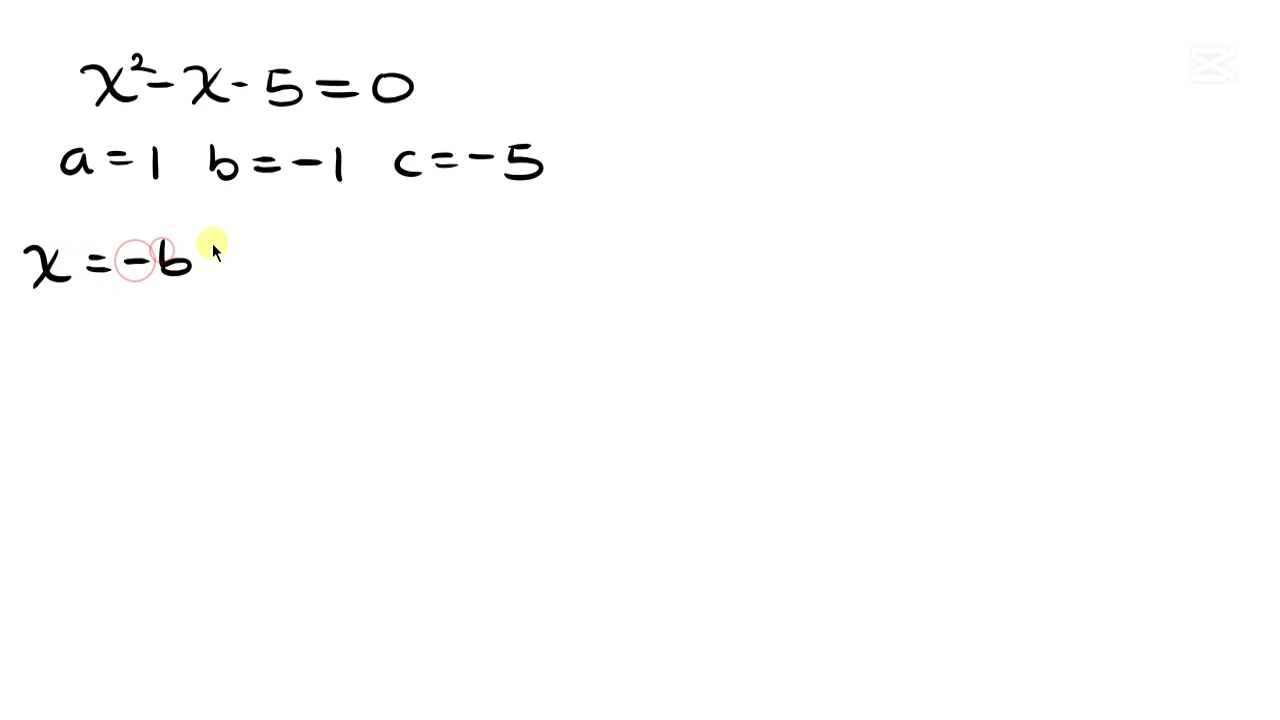 x² - x - 5 = 0
a = 1 b = -1 c = -5
x = -b